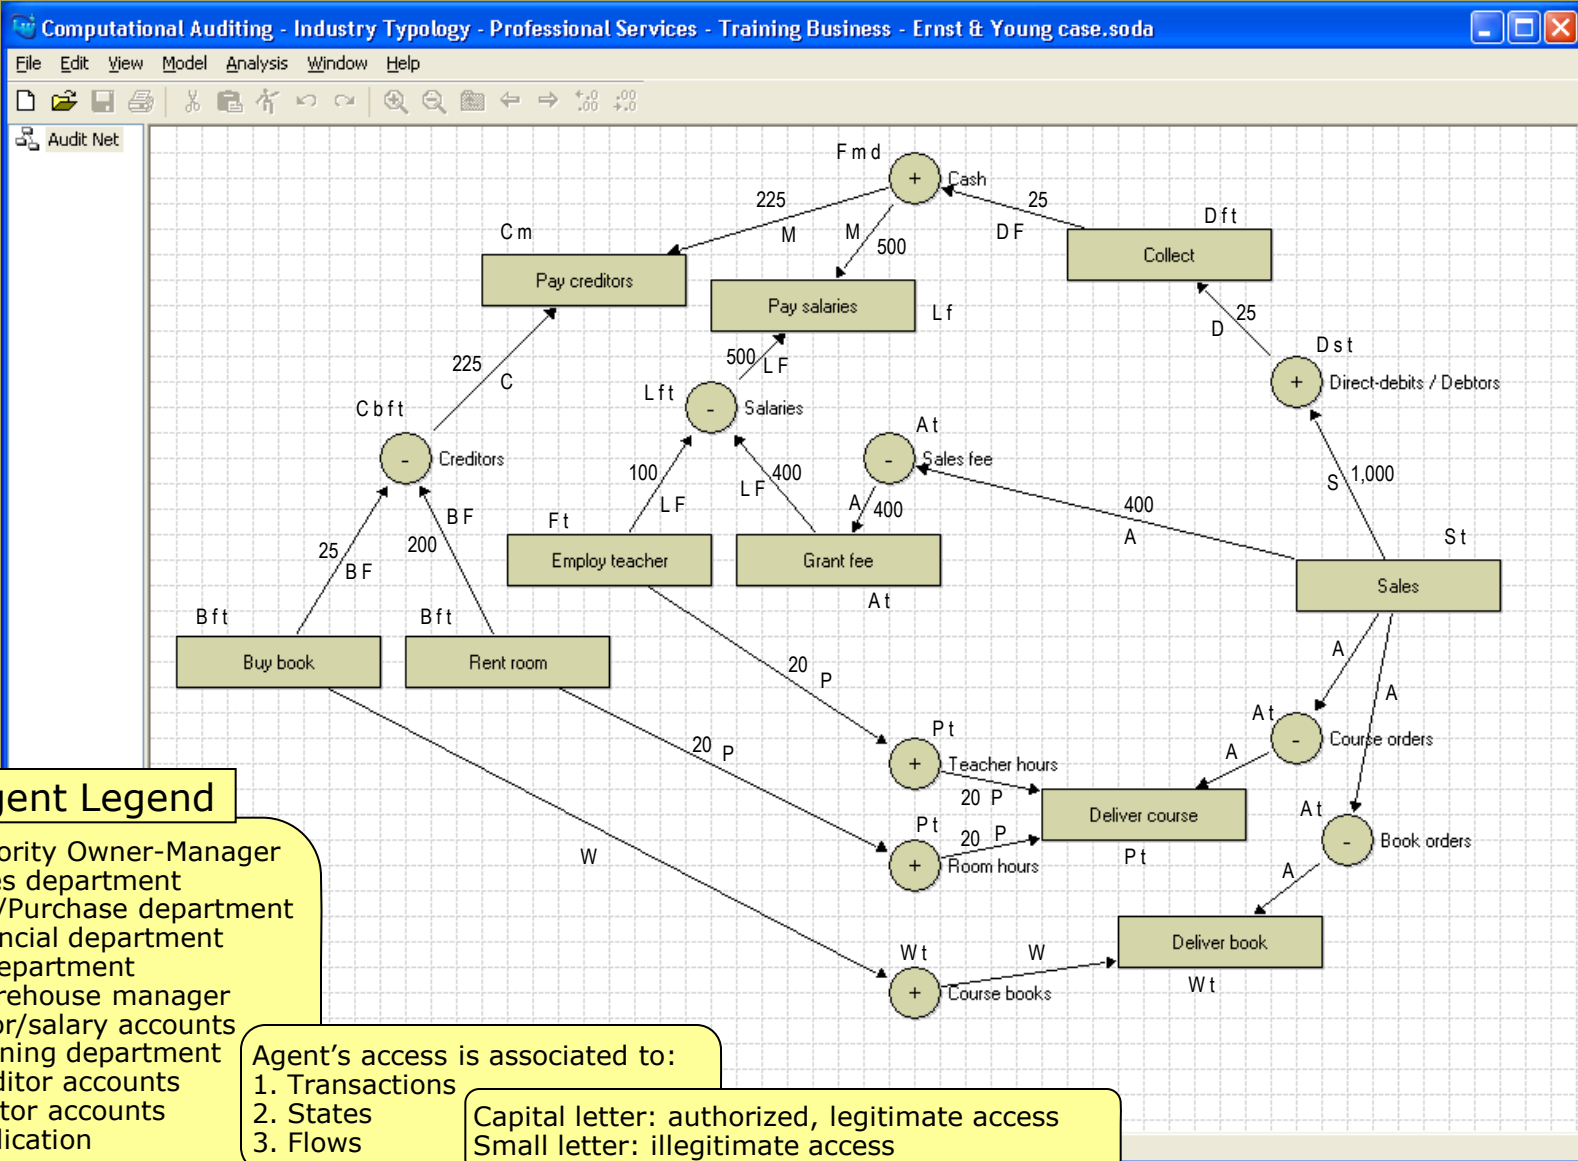 Computational Auditing - Industry Typology - Professional Services - Training Business - Ernst & Young case.soda
File Edit View Model Analysis Window Help
Audit Net
F m d
+
Cash
225
M
M
500
25
D F
D f t
Collect
C m
Pay creditors
Pay salaries
L f
D
25
D s t
+
Direct-debits / Debtors
225
C
500
L F
L f t
-
Salaries
C b f t
-
Creditors
A t
-
Sales fee
100
L F
400
L F
A
400
400
A
S
1,000
S t
Sales
25
B F
B F
200
F t
Employ teacher
Grant fee
A t
B f t
Buy book
B f t
Rent room
20
P
20
P
A
A
A t
-
Course orders
A
P t
+
Teacher hours
20 P
Deliver course
P t
P t
+
Room hours
20 P
A t
-
Book orders
A
W
W t
+
Course books
W
Deliver book
W t
gent Legend
ority Owner-Manager
es department
/Purchase department
ncial department
epartment
rehouse manager
or/salary accounts
ning department
ditor accounts
tor accounts
lication
Agent's access is associated to:
1. Transactions
2. States
3. Flows
Capital letter: authorized, legitimate access
Small letter: illegitimate access